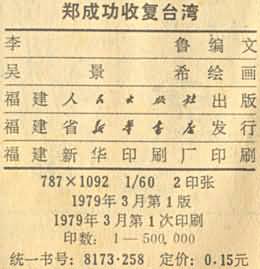 郑成功收复台湾
李鲁编文
吴景希绘画
福建人民出版社出版
福建省新华书店发行
福建新华印刷厂印刷
787×1092 1/60 2印张
1979年3月第1版
1979年3月第1次印刷
印数：1—500,000
统一书号：8173·258 定价：0.15元